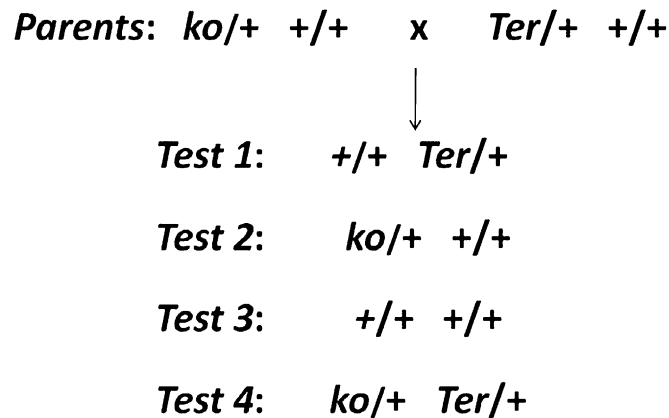 Parents: ko/+ +/+ x Ter/+ +/+
Test 1: +/+ Ter/+
Test 2: ko/+ +/+
Test 3: +/+ +/+
Test 4: ko/+ Ter/+